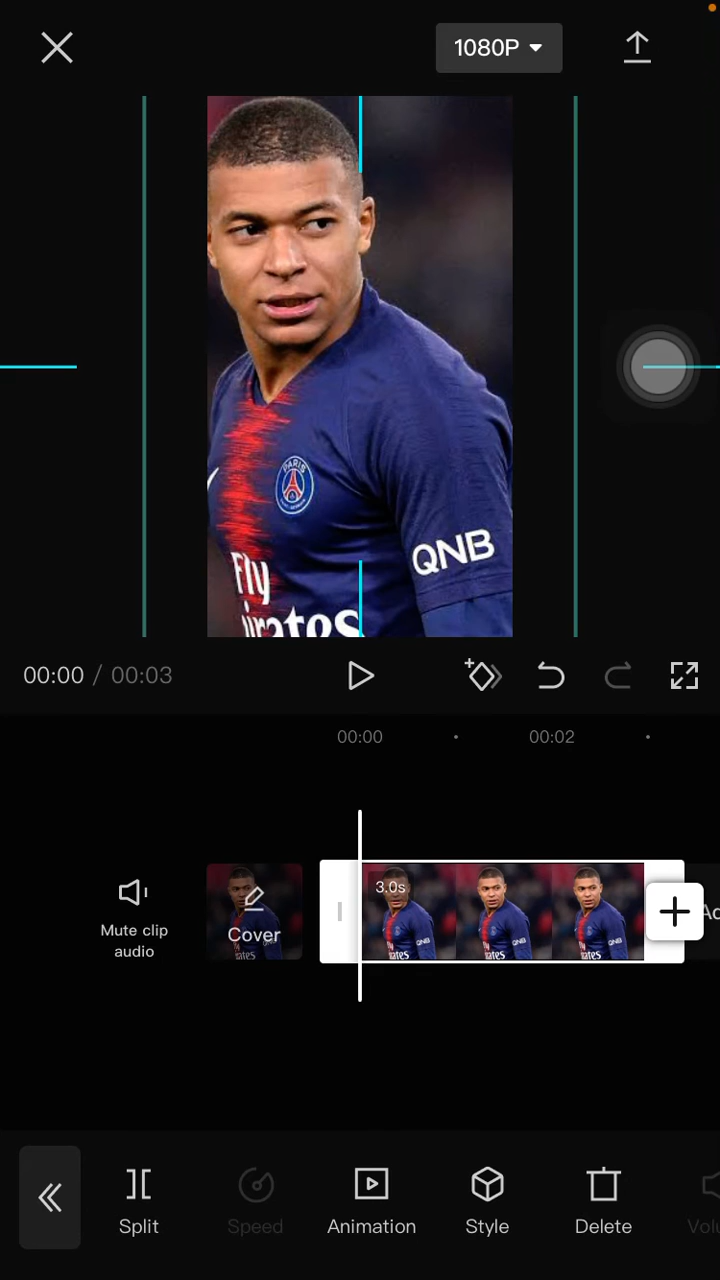 1080P
PARIS
QNB
Fly
00:00 / 00:03
00:00
00:02
3.0s
Mute clip
audio
Cover
QNB
QNB
QNB
Split
Speed
Animation
Style
Delete